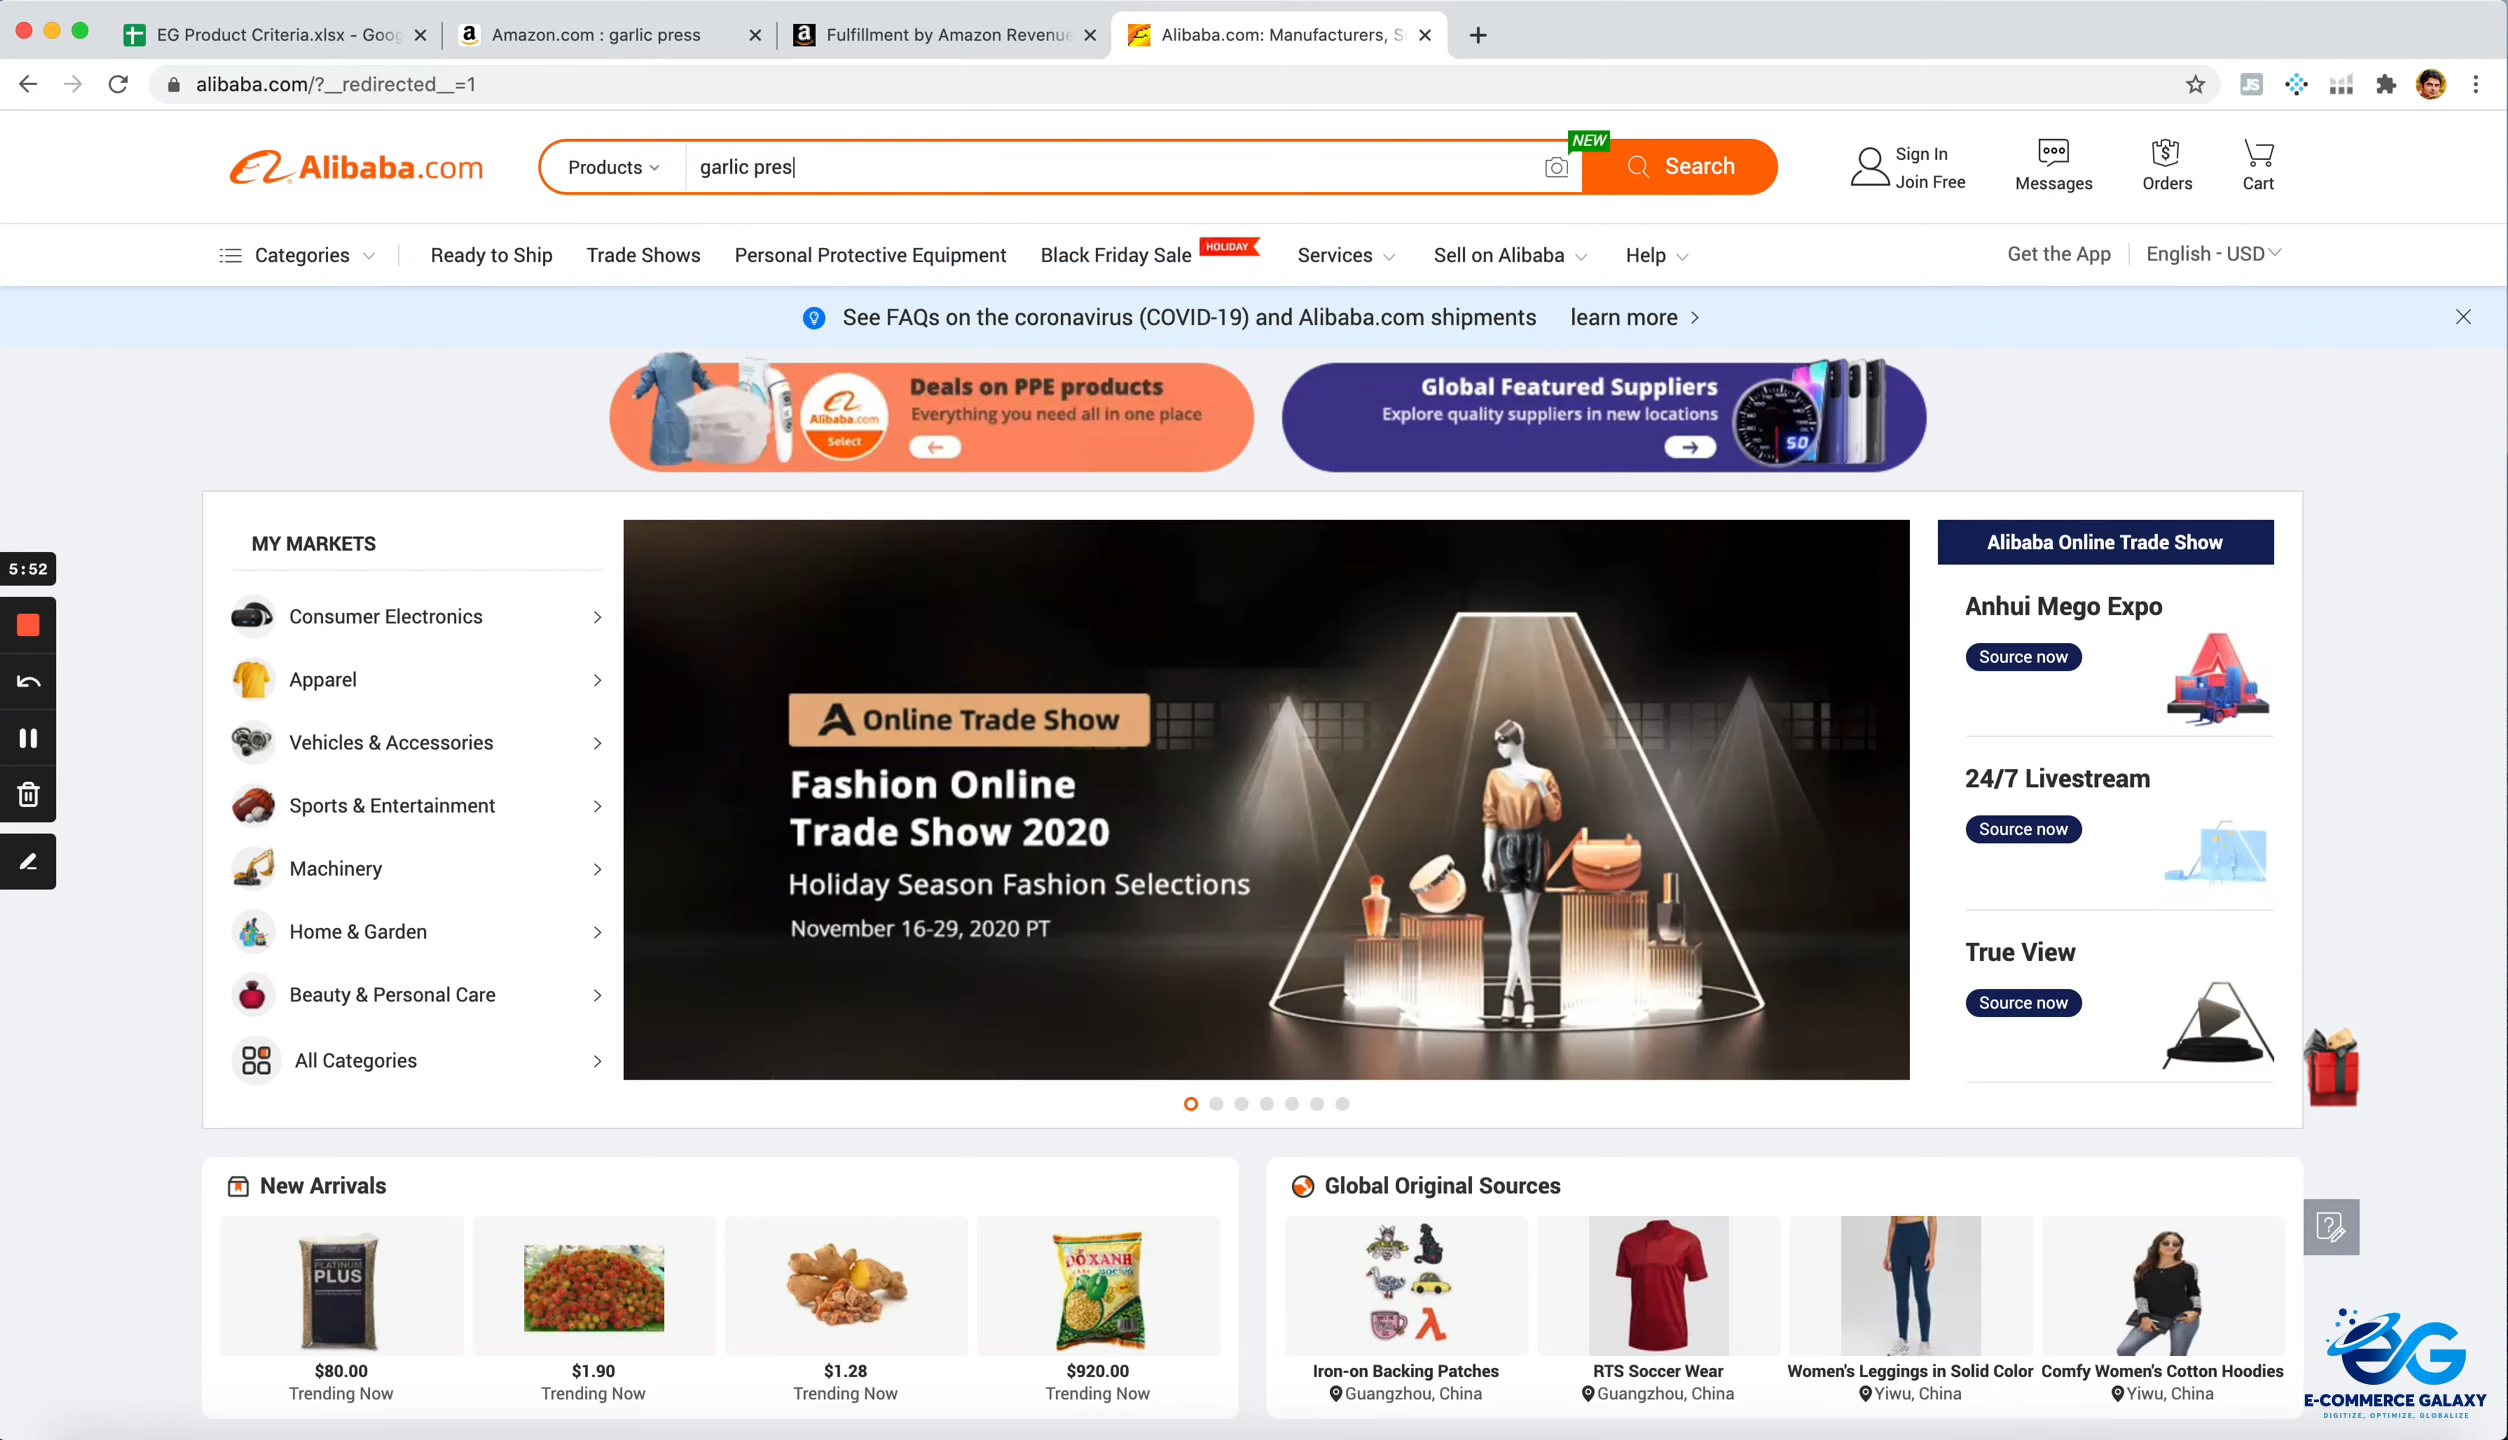 EG Product Criteria.xlsx - Goog
Amazon.com : garlic press
Fulfillment by Amazon Revenue
Alibaba.com: Manufacturers, S
alibaba.com/?__redirected__=1
Alibaba.com
Products
garlic pres
NEW
Search
Sign In
Join Free
Messages
Orders
Cart
Categories
Ready to Ship
Trade Shows
Personal Protective Equipment
Black Friday Sale
HOLIDAY
Services
Sell on Alibaba
Help
Get the App
English - USD
See FAQs on the coronavirus (COVID-19) and Alibaba.com shipments
learn more
Alibaba.com
Select
Deals on PPE products
Everything you need all in one place
Global Featured Suppliers
Explore quality suppliers in new locations
50
5:52
MY MARKETS
Consumer Electronics
Apparel
Vehicles & Accessories
Sports & Entertainment
Machinery
Home & Garden
Beauty & Personal Care
All Categories
Online Trade Show
Fashion Online
Trade Show 2020
Holiday Season Fashion Selections
November 16-29, 2020 PT
Alibaba Online Trade Show
Anhui Mego Expo
Source now
24/7 Livestream
Source now
True View
Source now
New Arrivals
PLATINUM
PLUS
ĐỖ XANH
$80.00
Trending Now
$1.90
Trending Now
$1.28
Trending Now
$920.00
Trending Now
Global Original Sources
Iron-on Backing Patches
Guangzhou, China
RTS Soccer Wear
Guangzhou, China
Women's Leggings in Solid Color
Yiwu, China
Comfy Women's Cotton Hoodies
Yiwu, China
eG
E-COMMERCE GALAXY
DIGITIZE, OPTIMIZE, GLOBALIZE